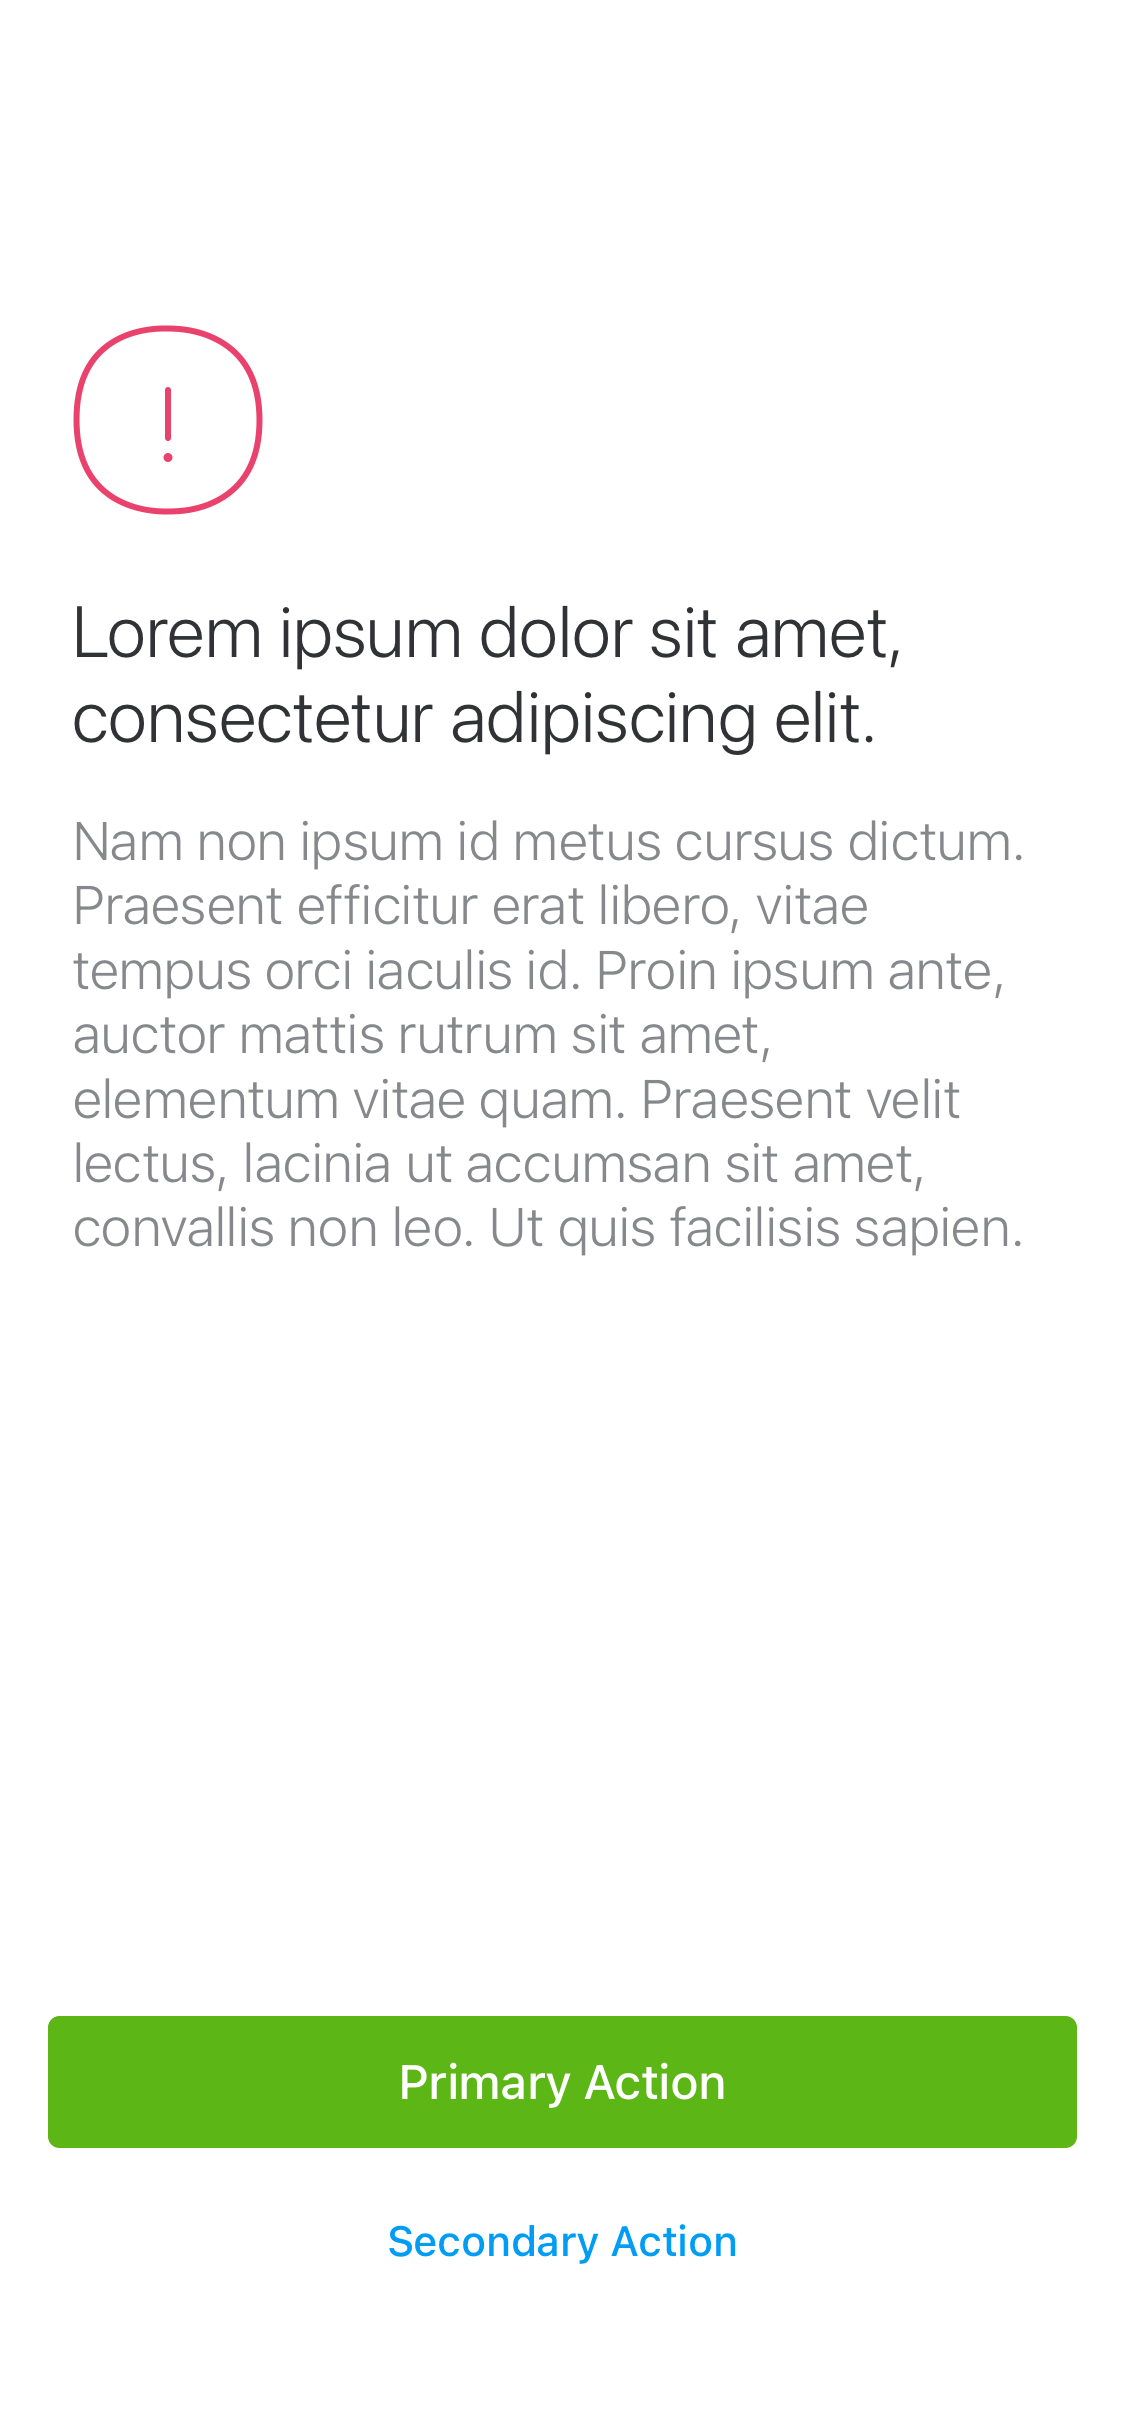 Lorem ipsum dolor sit amet,
consectetur adipiscing elit.
Nam non ipsum id metus cursus dictum.
Praesent efficitur erat libero, vitae
tempus orci iaculis id. Proin ipsum ante,
auctor mattis rutrum sit amet,
elementum vitae quam. Praesent velit
lectus, lacinia ut accumsan sit amet,
convallis non leo. Ut quis facilisis sapien.
Primary Action
Secondary Action